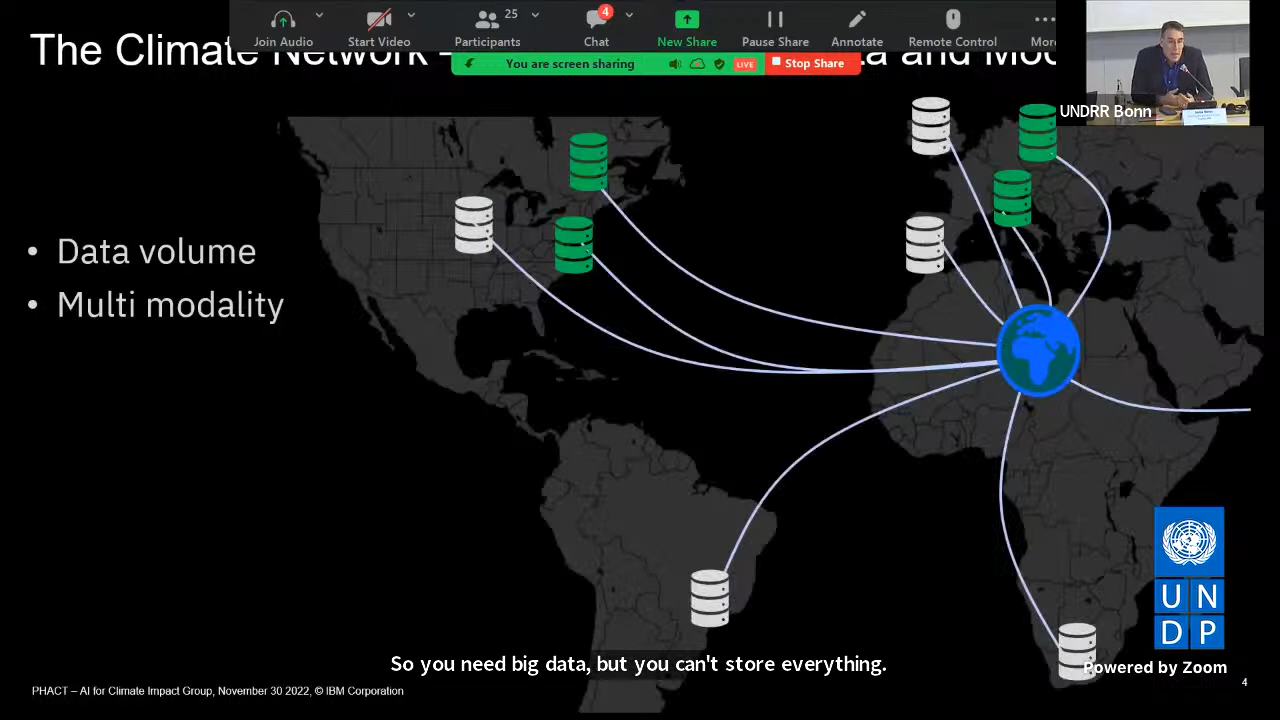 Join Audio
Start Video
25
Participants
4
Chat
New Share
Pause Share
Annotate
Remote Control
More
The Climate Network -
You are screen sharing
LIVE
Stop Share
UNDRR Bonn
• Data volume
• Multi modality
U N
D P
So you need big data, but you can't store everything.
Powered by Zoom
PHACT – AI for Climate Impact Group, November 30 2022, © IBM Corporation
4